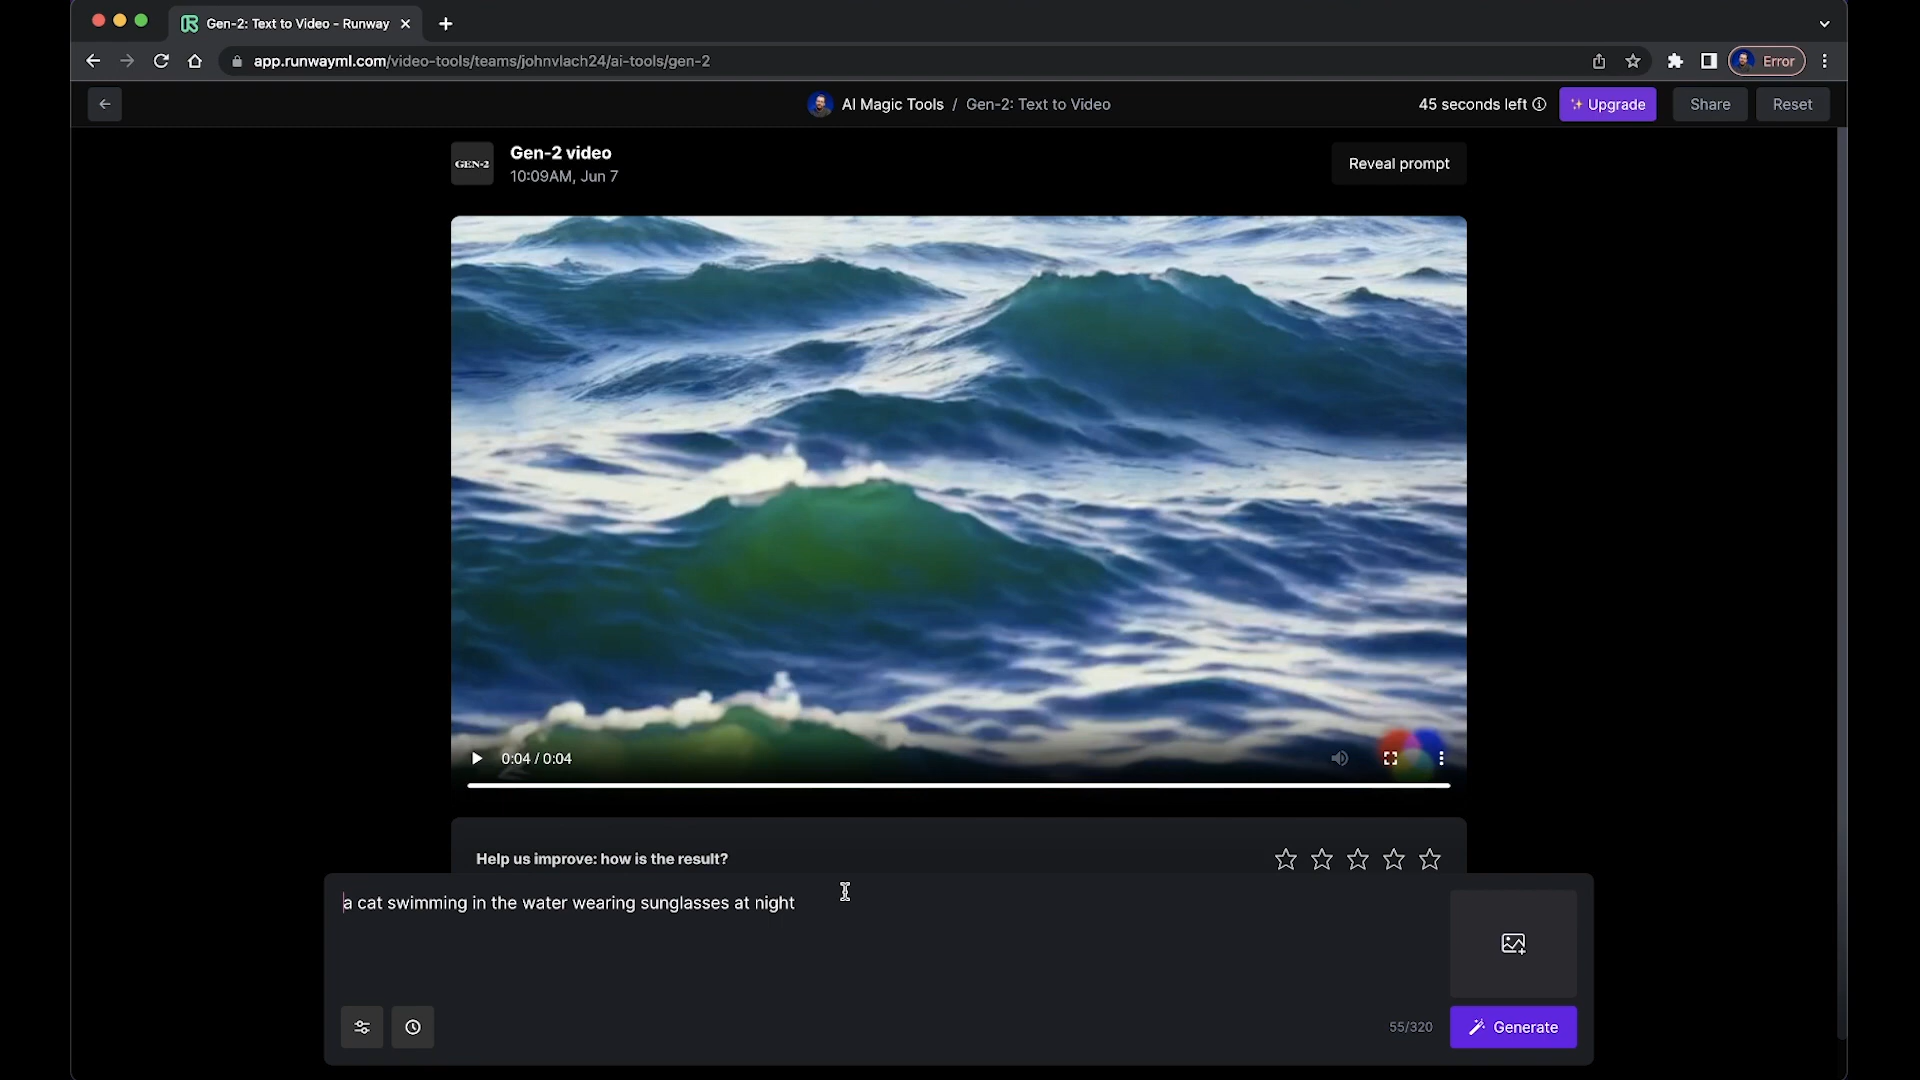 Gen-2: Text to Video - Runway
app.runwayml.com/video-tools/teams/johnvlach24/ai-tools/gen-2
Error
AI Magic Tools / Gen-2: Text to Video
45 seconds left
Upgrade
Share
Reset
GEN-2
Gen-2 video
10:09AM, Jun 7
Reveal prompt
0:04 / 0:04
Help us improve: how is the result?
a cat swimming in the water wearing sunglasses at night
55/320
Generate